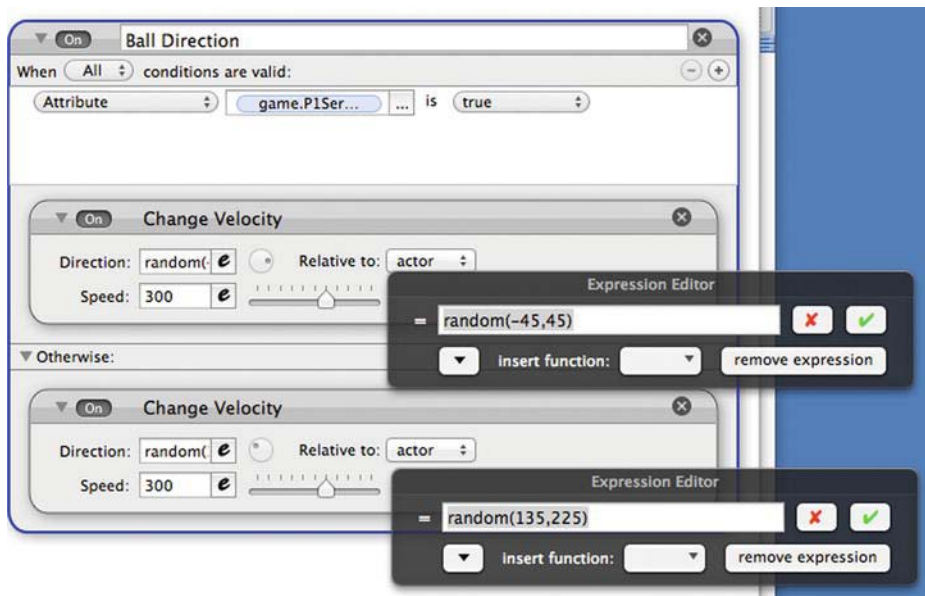 On Ball Direction
When All conditions are valid:
Attribute game.P1Ser... ... is true
On Change Velocity
Direction: random(- e Relative to: actor
Speed: 300 e
Expression Editor
= random(-45,45)
insert function: remove expression
Otherwise:
On Change Velocity
Direction: random( e Relative to: actor
Speed: 300 e
Expression Editor
= random(135,225)
insert function: remove expression